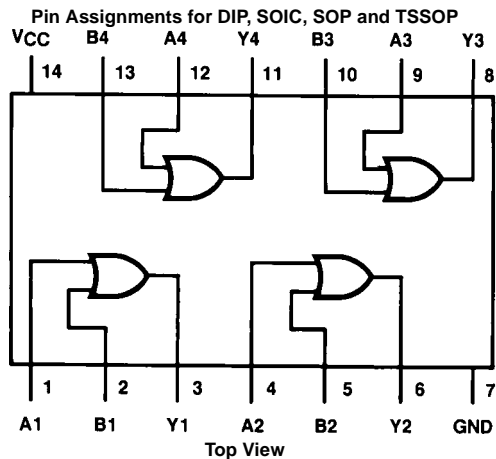 Pin Assignments for DIP, SOIC, SOP and TSSOP
VCC B4 A4 Y4 B3 A3 Y3
14 13 12 11 10 9 8
1 2 3 4 5 6 7
A1 B1 Y1 A2 B2 Y2 GND
Top View